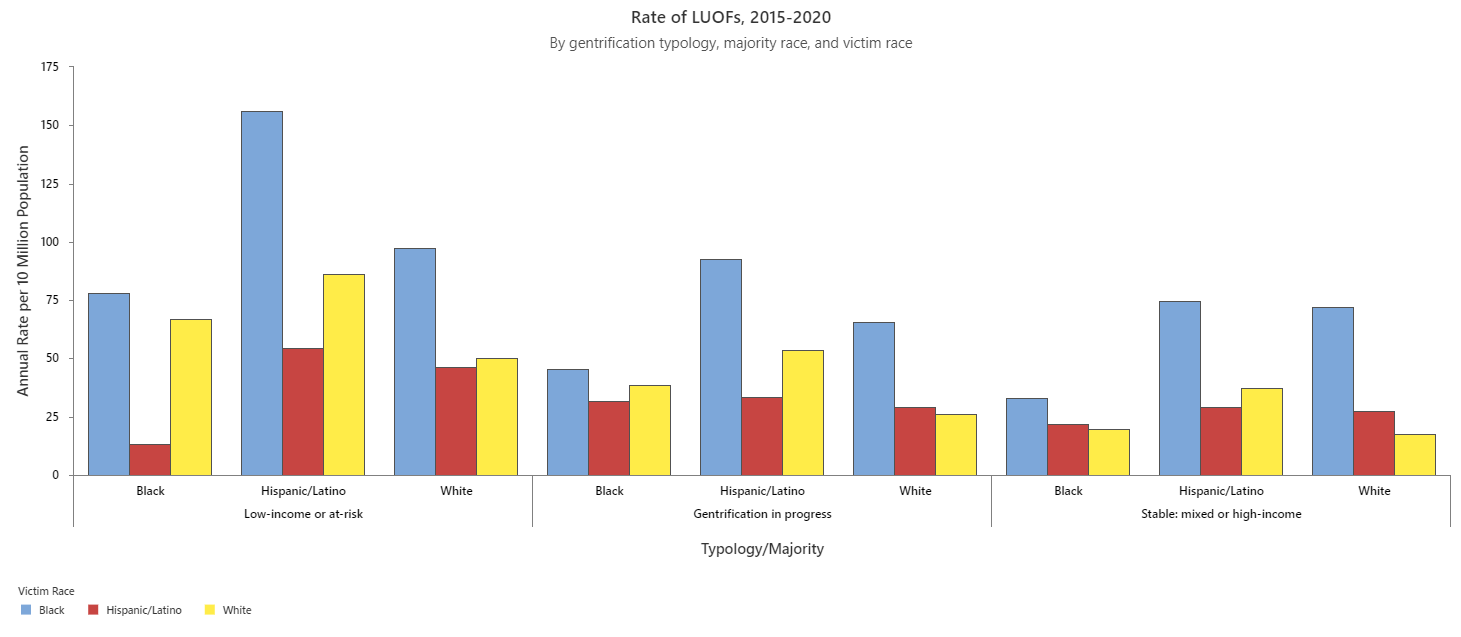 Rate of LUOFs, 2015-2020
By gentrification typology, majority race, and victim race
Annual Rate per 10 Million Population
175
150
125
100
75
50
25
0
Black Hispanic/Latino White Black Hispanic/Latino White Black Hispanic/Latino White
Low-income or at-risk Gentrification in progress Stable: mixed or high-income
Typology/Majority
Victim Race
Black Hispanic/Latino White